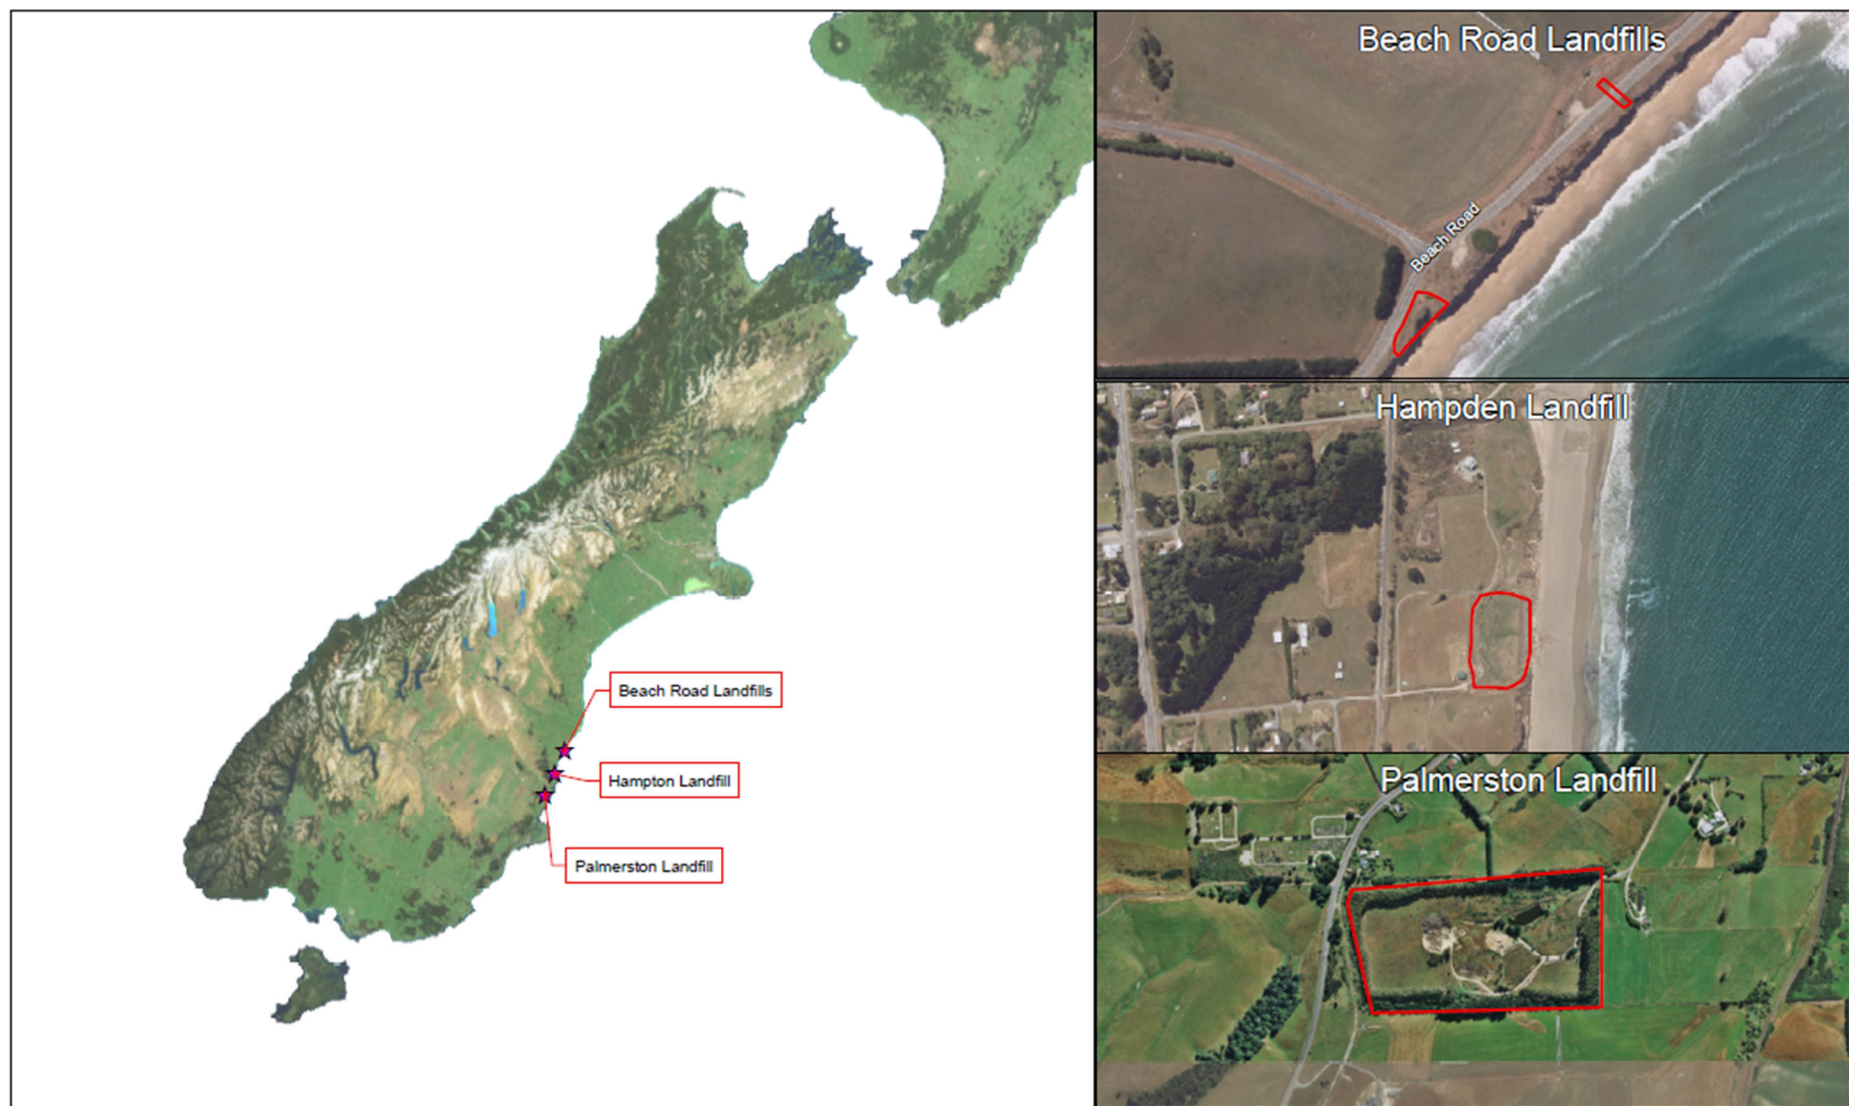 Beach Road Landfills
Hampton Landfill
Palmerston Landfill
Beach Road Landfills
Beach Road
Hampden Landfill
Palmerston Landfill